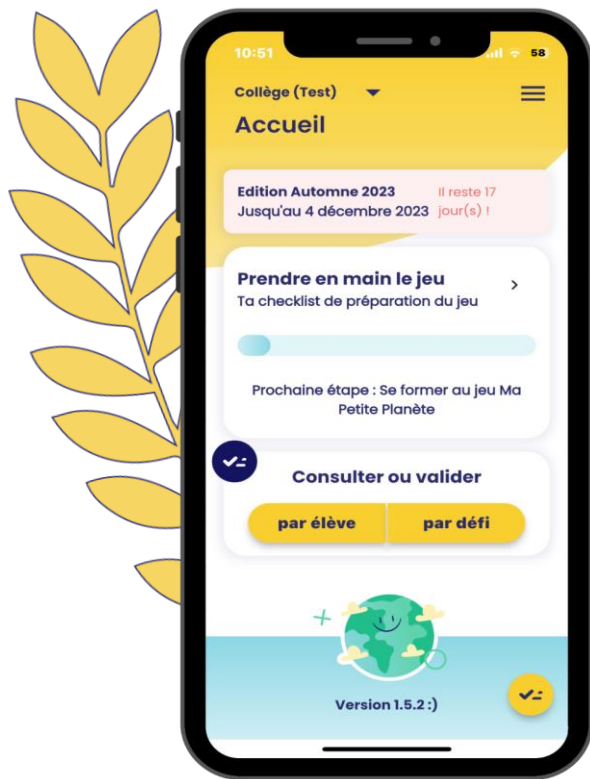 10:51
58
Collège (Test)
Accueil
Edition Automne 2023
Il reste 17
Jusqu'au 4 décembre 2023
jour(s) !
Prendre en main le jeu
Ta checklist de préparation du jeu
Prochaine étape : Se former au jeu Ma
Petite Planète
Consulter ou valider
par élève
par défi
Version 1.5.2 :)